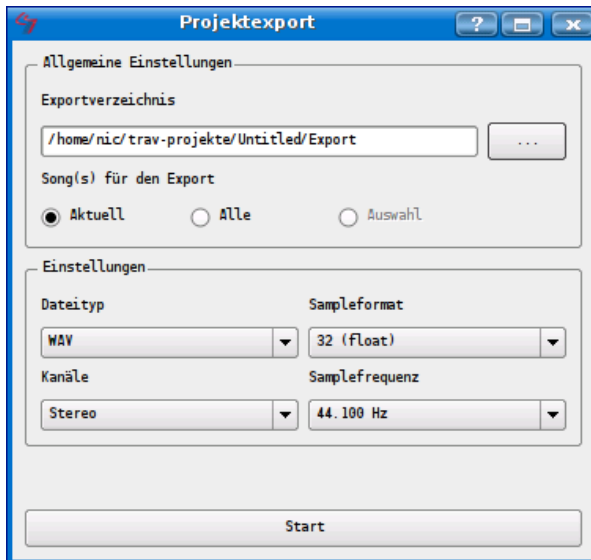 Projektexport
Allgemeine Einstellungen
Exportverzeichnis
/home/nic/trav-projekte/Untitled/Export
...
Song(s) für den Export
Aktuell Alle Auswahl
Einstellungen
Dateityp Sampleformat
WAV 32 (float)
Kanäle Samplefrequenz
Stereo 44.100 Hz
Start